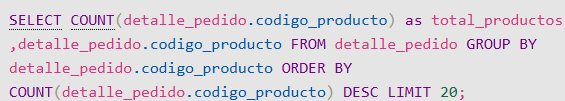 SELECT COUNT(detalle_pedido.codigo_producto) as total_productos
,detalle_pedido.codigo_producto FROM detalle_pedido GROUP BY
detalle_pedido.codigo_producto ORDER BY
COUNT(detalle_pedido.codigo_producto) DESC LIMIT 20;